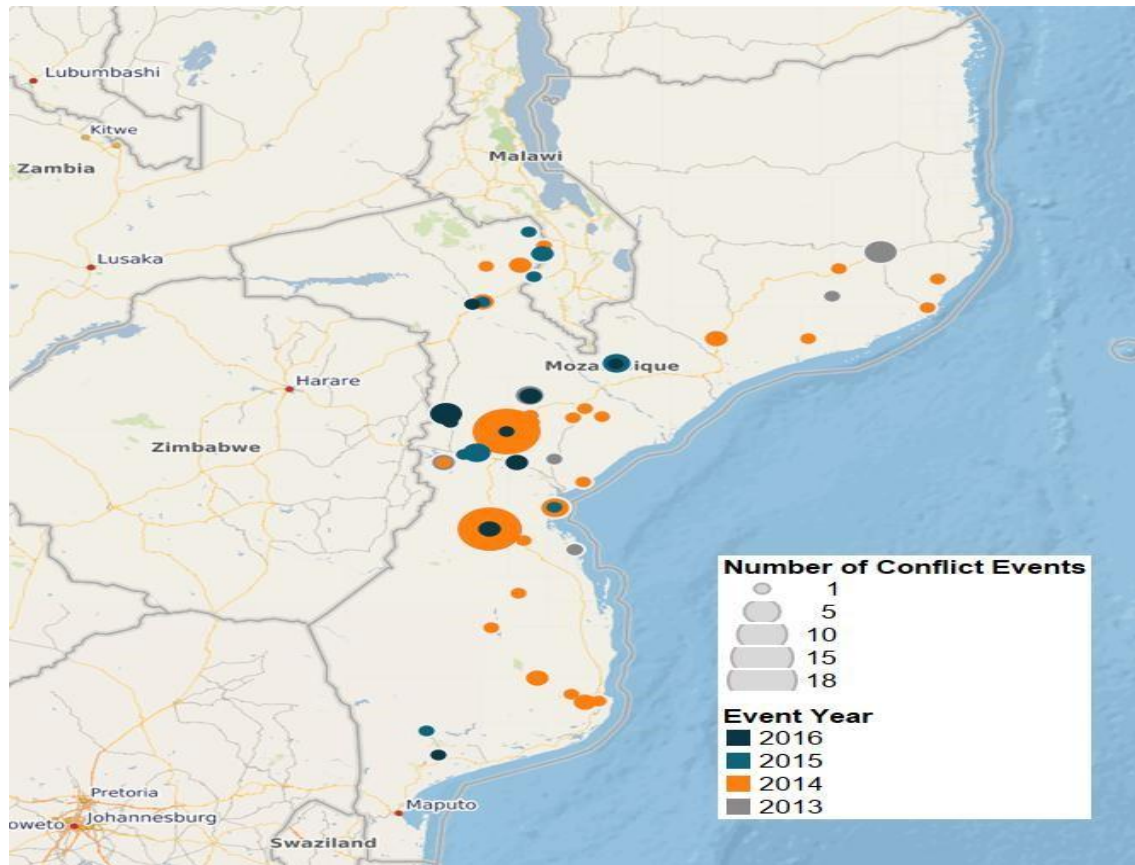 Lubumbashi
Kitwe
Malawi
Zambia
Lusaka
Moza ique
Harare
Zimbabwe
Number of Conflict Events
1
5
10
15
18
Event Year
2016
2015
2014
2013
Pretoria
Maputo
oweto
Johannesburg
Swaziland